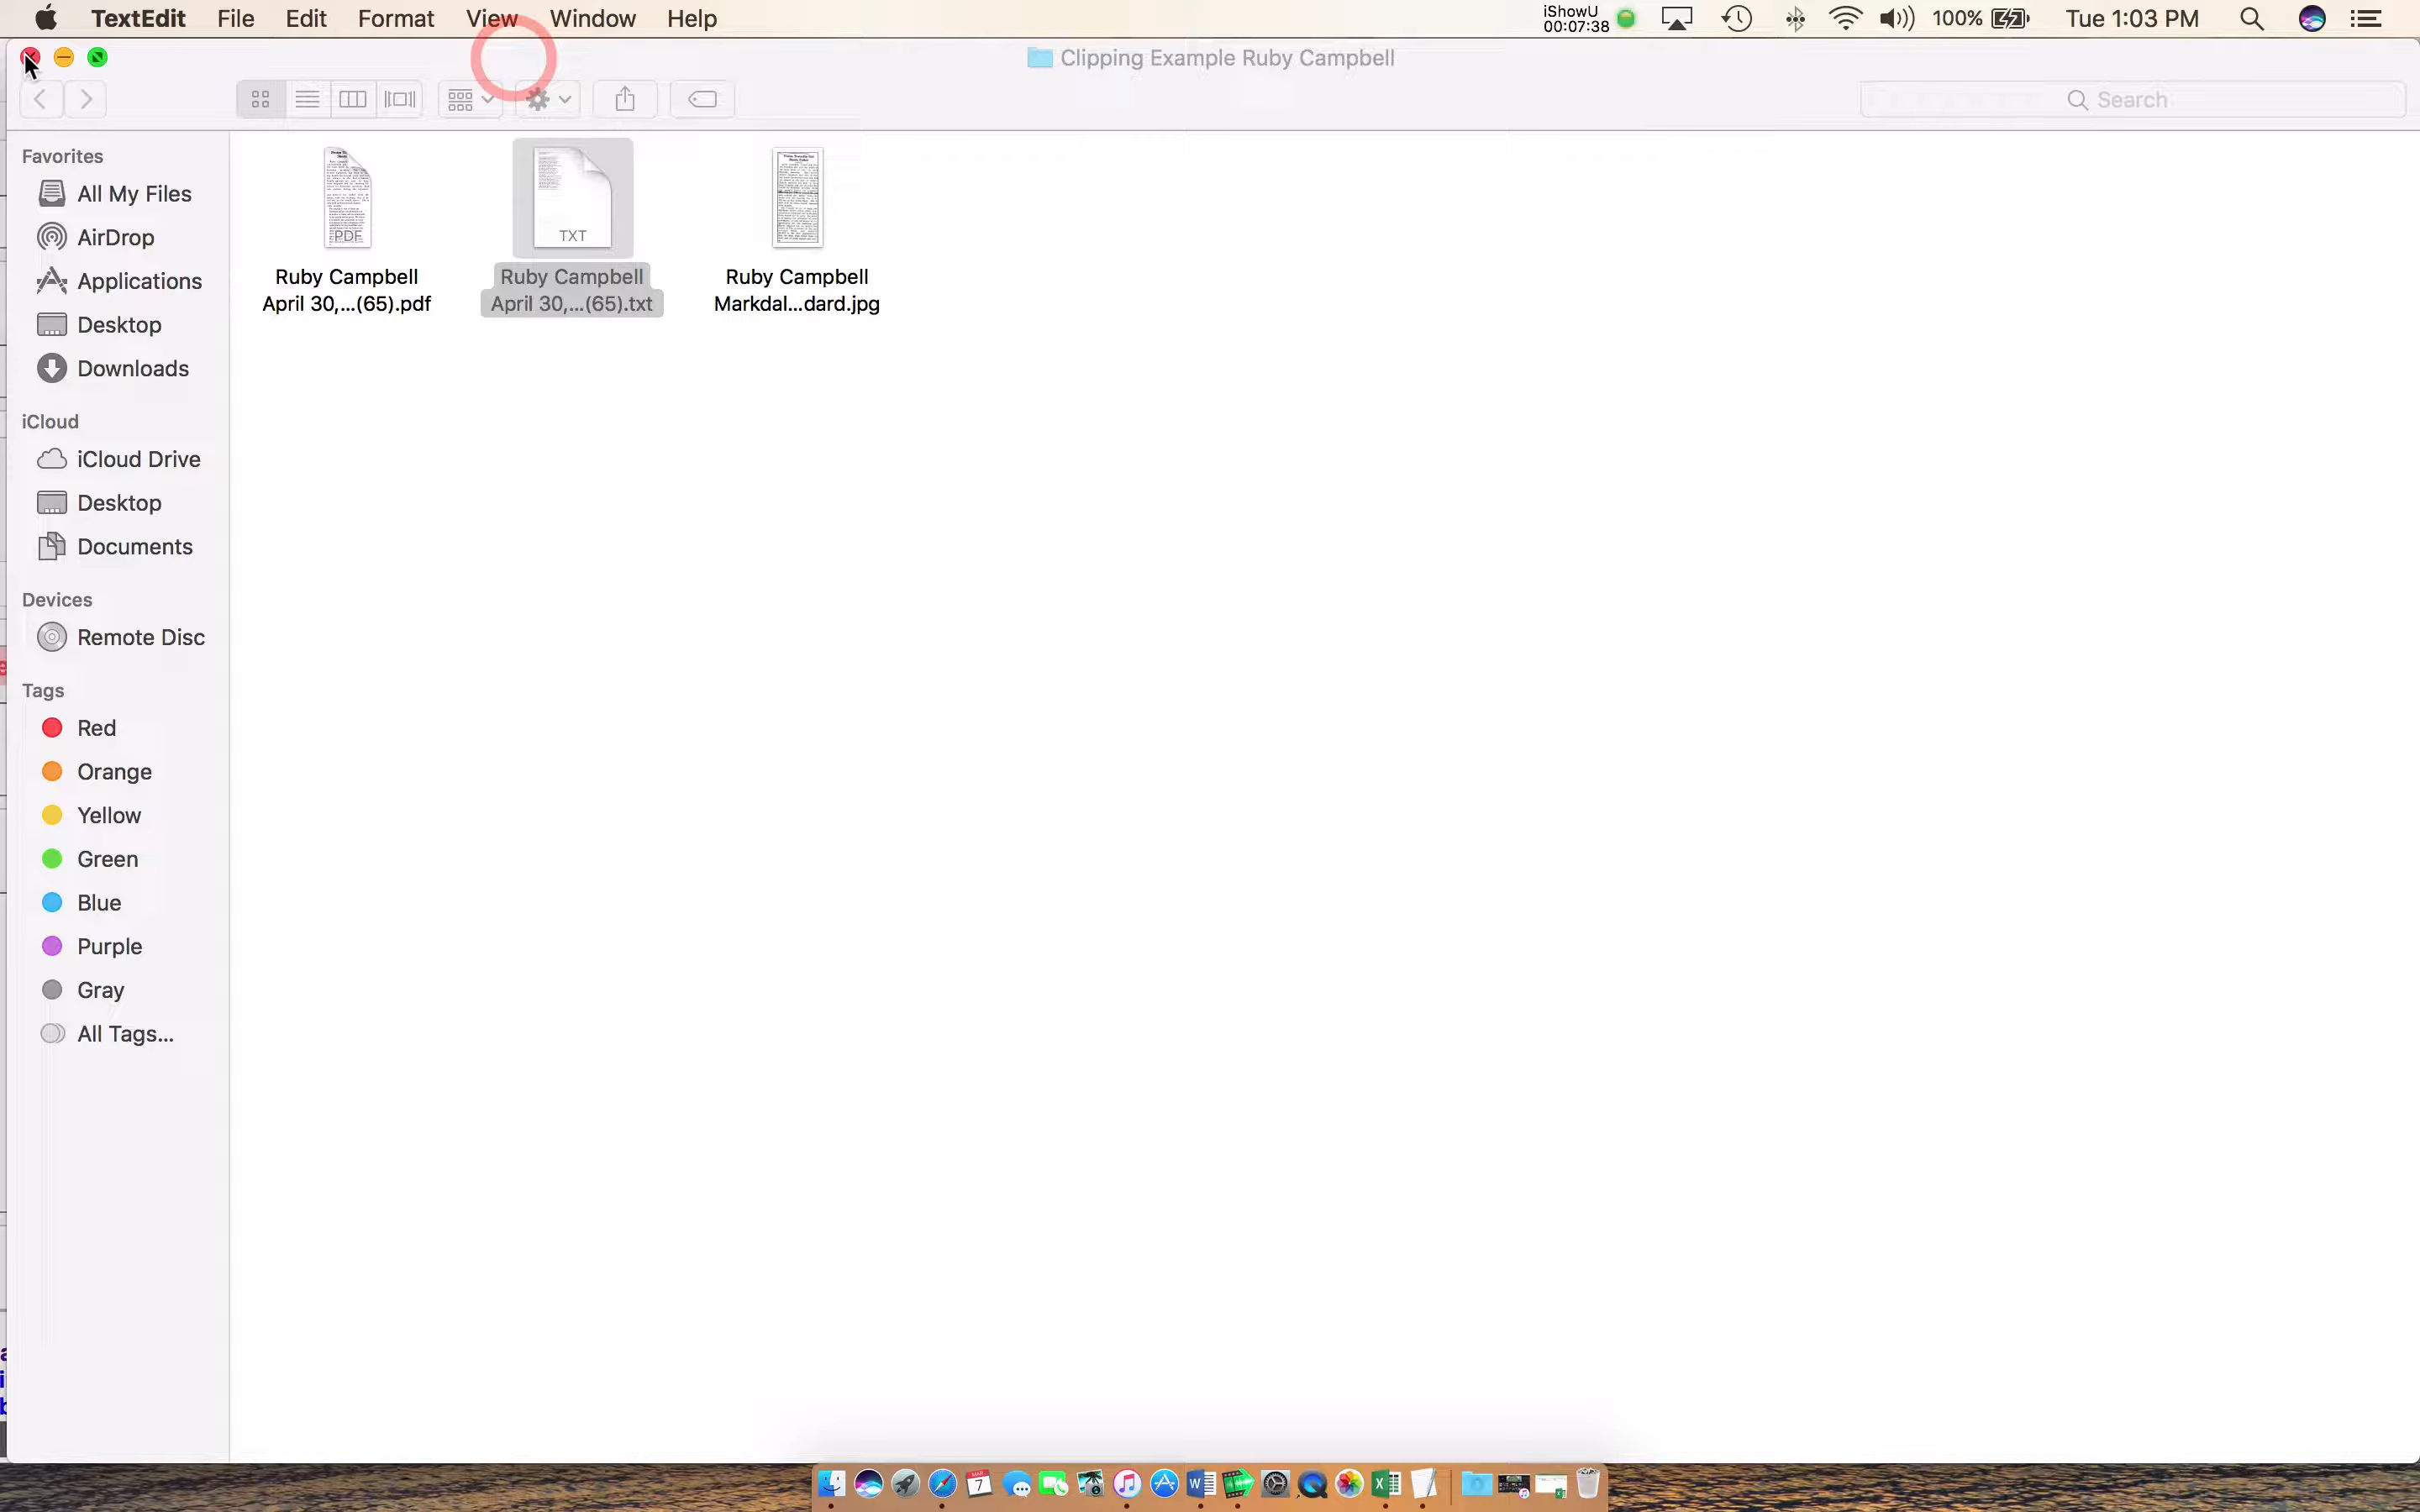 TextEdit File Edit Format View Window Help
iShowU
00:07:38
100%
Tue 1:03 PM
Clipping Example Ruby Campbell
Search
Favorites
All My Files
AirDrop
Applications
Desktop
Downloads
iCloud
iCloud Drive
Desktop
Documents
Devices
Remote Disc
Tags
Red
Orange
Yellow
Green
Blue
Purple
Gray
All Tags...
PDF
Ruby Campbell
April 30,...(65).pdf
TXT
Ruby Campbell
April 30,...(65).txt
Ruby Campbell
Markdal...dard.jpg
7